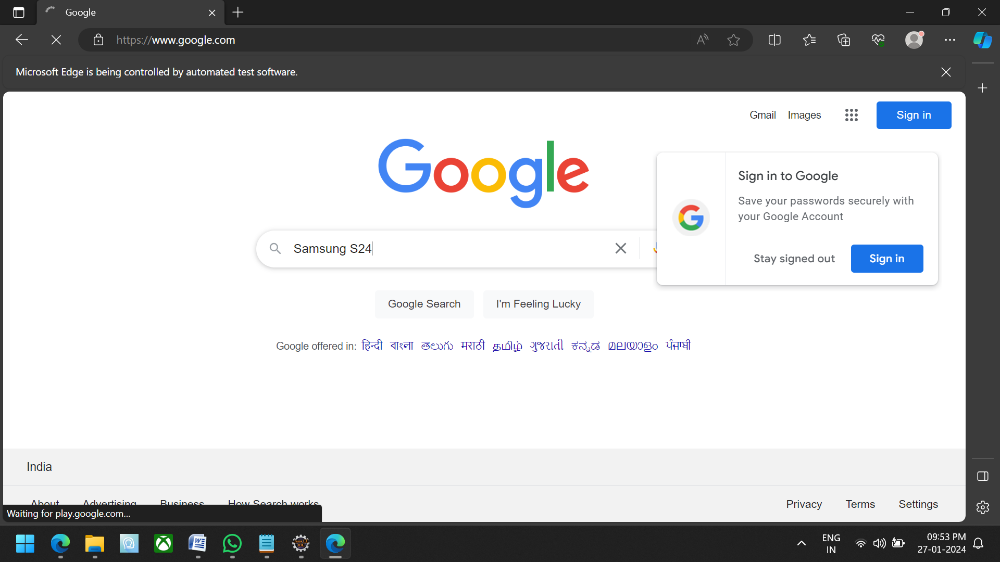 Google
https://www.google.com
Microsoft Edge is being controlled by automated test software.
Gmail Images Sign in
Google
Sign in to Google
Save your passwords securely with
your Google Account
Stay signed out Sign in
Samsung S24
Google Search I'm Feeling Lucky
Google offered in: हिन्दी বাংলা తెలుగు मराठी தமிழ் ગુજરાતી ಕನ್ನಡ മലയാളം ਪੰਜਾਬੀ
India
About Advertising Business How Search works
Privacy Terms Settings
Waiting for play.google.com...
ENG
IN
09:53 PM
27-01-2024